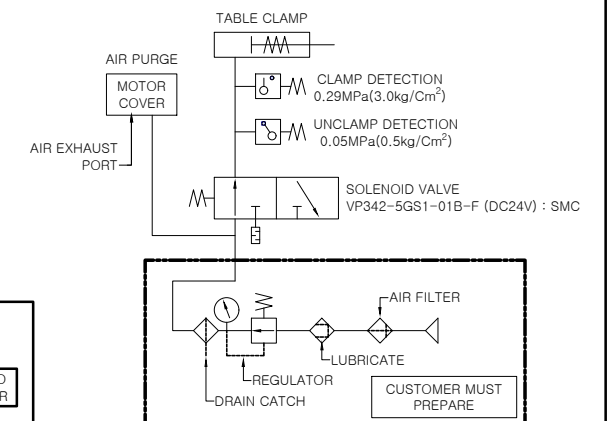 TABLE CLAMP
AIR PURGE
MOTOR
COVER
CLAMP DETECTION
0.29MPa(3.0kg/Cm²)
UNCLAMP DETECTION
0.05MPa(0.5kg/Cm²)
AIR EXHAUST
PORT
SOLENOID VALVE
VP342-5GS1-01B-F (DC24V) : SMC
AIR FILTER
LUBRICATE
REGULATOR
DRAIN CATCH
CUSTOMER MUST
PREPARE